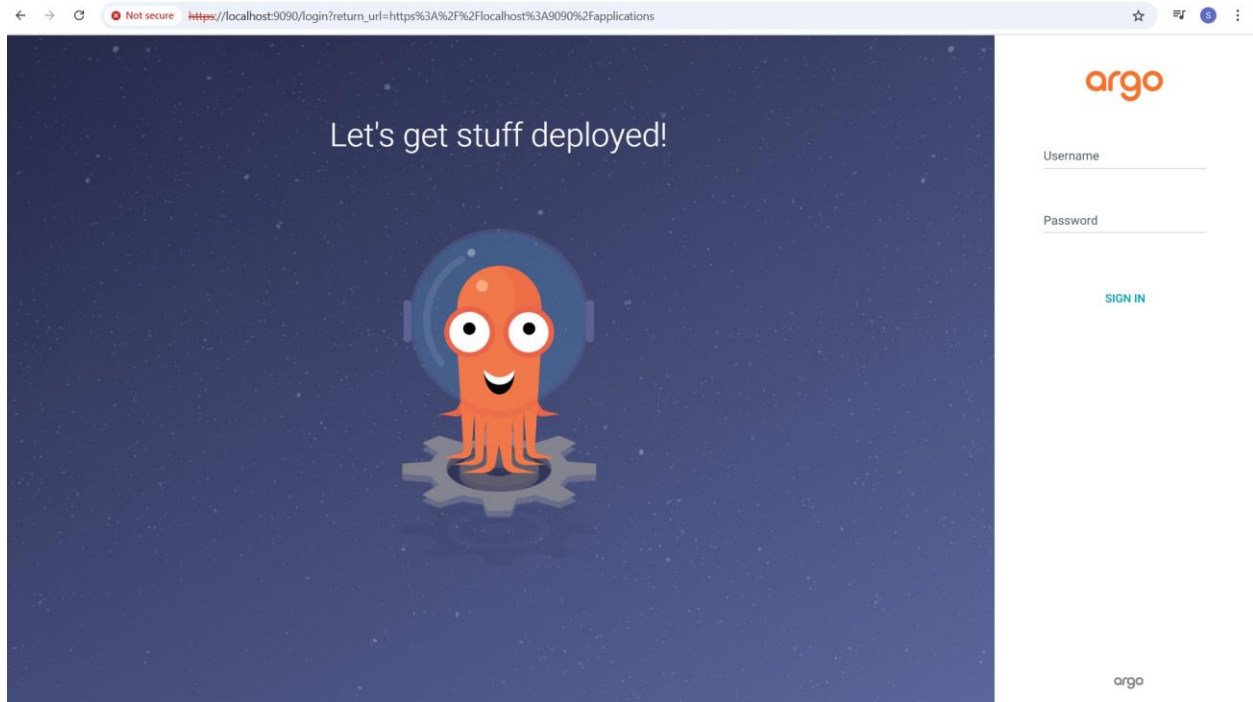 Not secure https://localhost:9090/login?return_url=https%3A%2F%2Flocalhost%3A9090%2Fapplications
S
Let's get stuff deployed!
argo
Username
Password
SIGN IN
argo